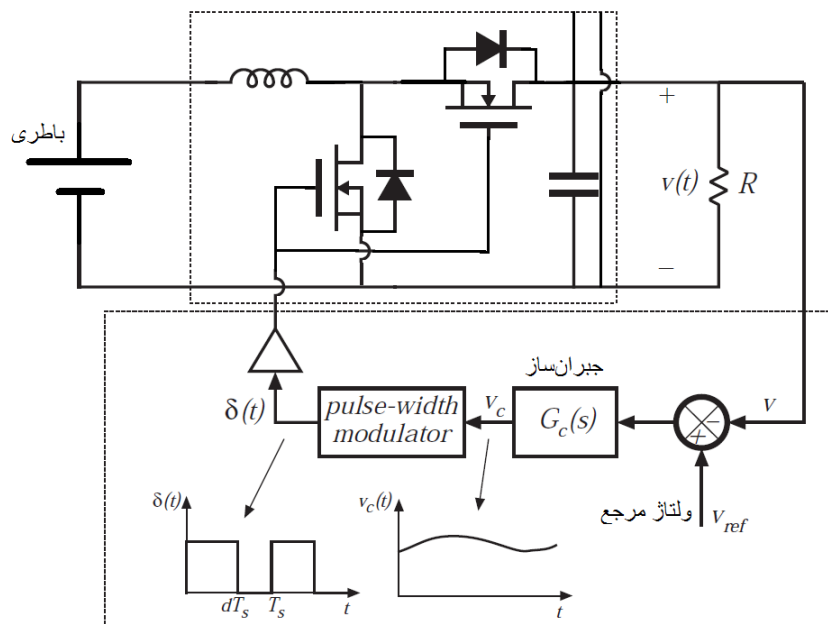 باطری
+
v(t)
R
−
جبران‌ساز
δ(t)
pulse-width
modulator
v_c
G_c(s)
−
+
v
ولتاژ مرجع
v_ref
δ(t)
dT_s
T_s
t
v_c(t)
t